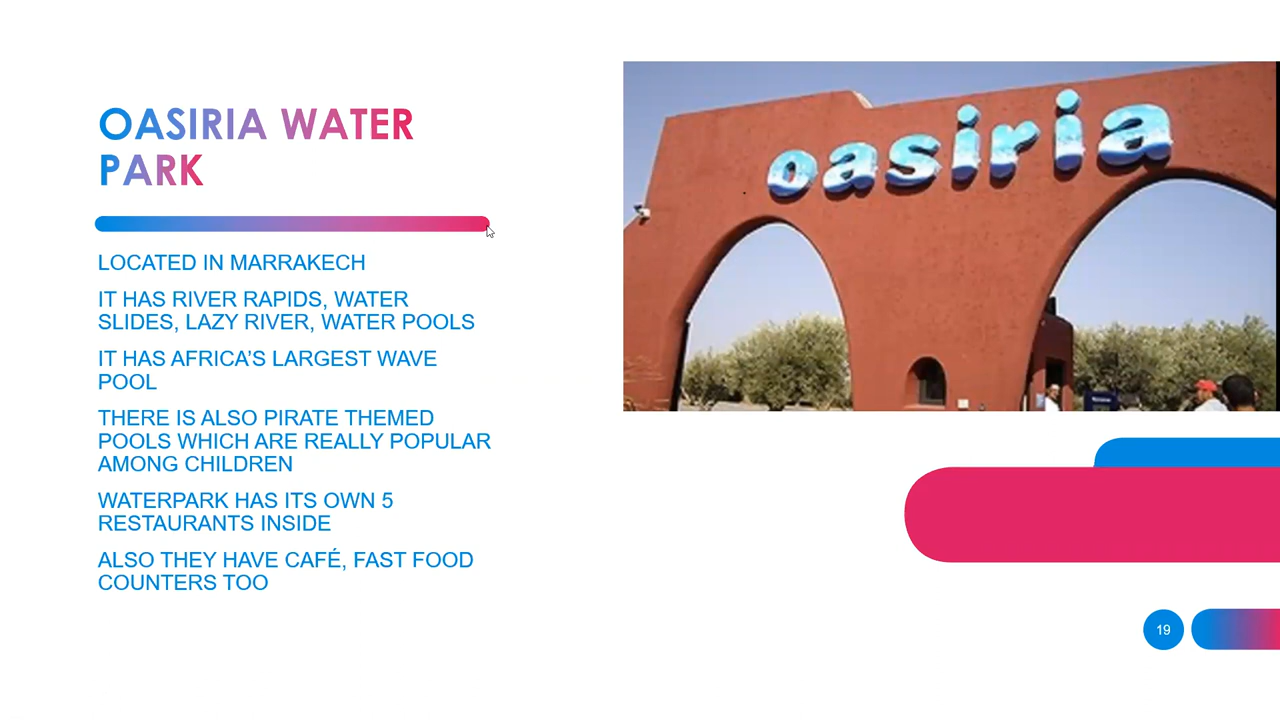 OASIRIA WATER
PARK
LOCATED IN MARRAKECH
IT HAS RIVER RAPIDS, WATER
SLIDES, LAZY RIVER, WATER POOLS
IT HAS AFRICA'S LARGEST WAVE
POOL
THERE IS ALSO PIRATE THEMED
POOLS WHICH ARE REALLY POPULAR
AMONG CHILDREN
WATERPARK HAS ITS OWN 5
RESTAURANTS INSIDE
ALSO THEY HAVE CAFÉ, FAST FOOD
COUNTERS TOO
oasiria
19